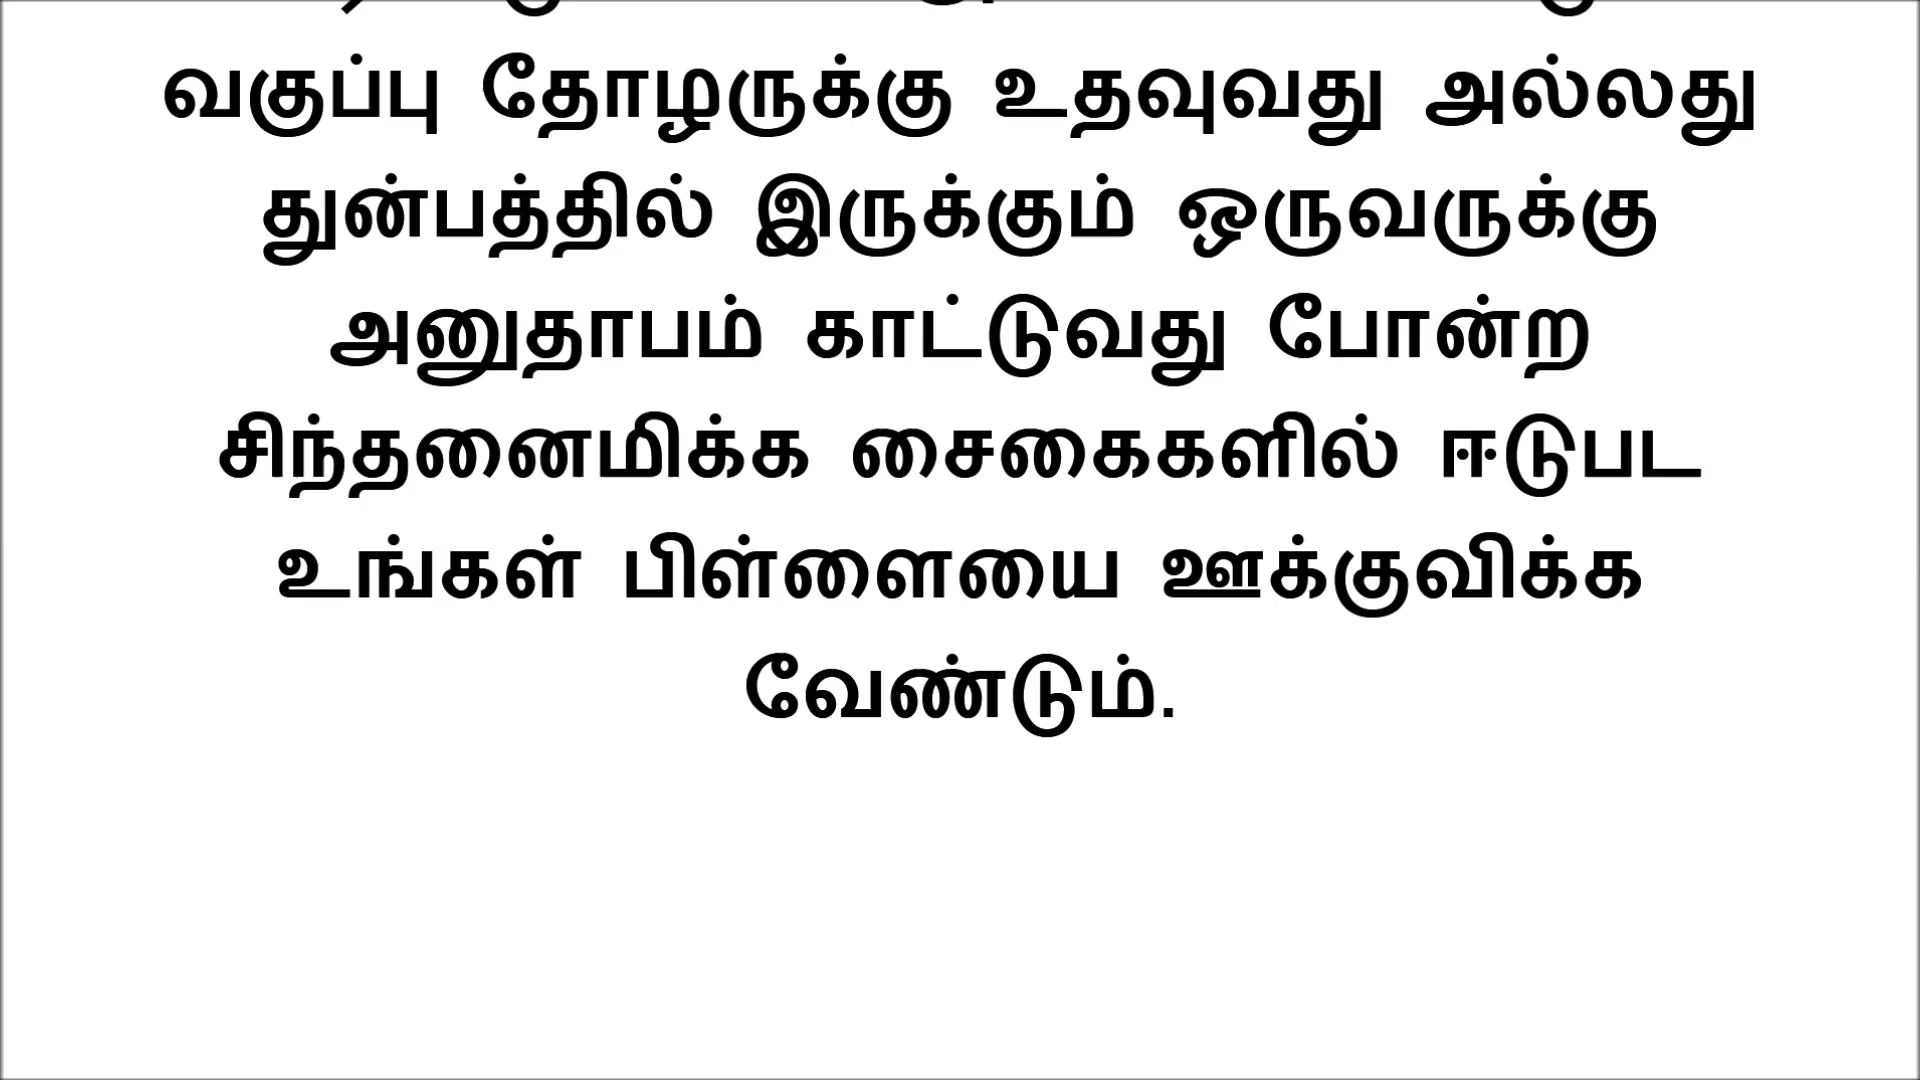 வகுப்பு தோழருக்கு உதவுவது அல்லது
துன்பத்தில் இருக்கும் ஒருவருக்கு
அனுதாபம் காட்டுவது போன்ற
சிந்தனைமிக்க சைகைகளில் ஈடுபட
உங்கள் பிள்ளையை ஊக்குவிக்க
வேண்டும்.